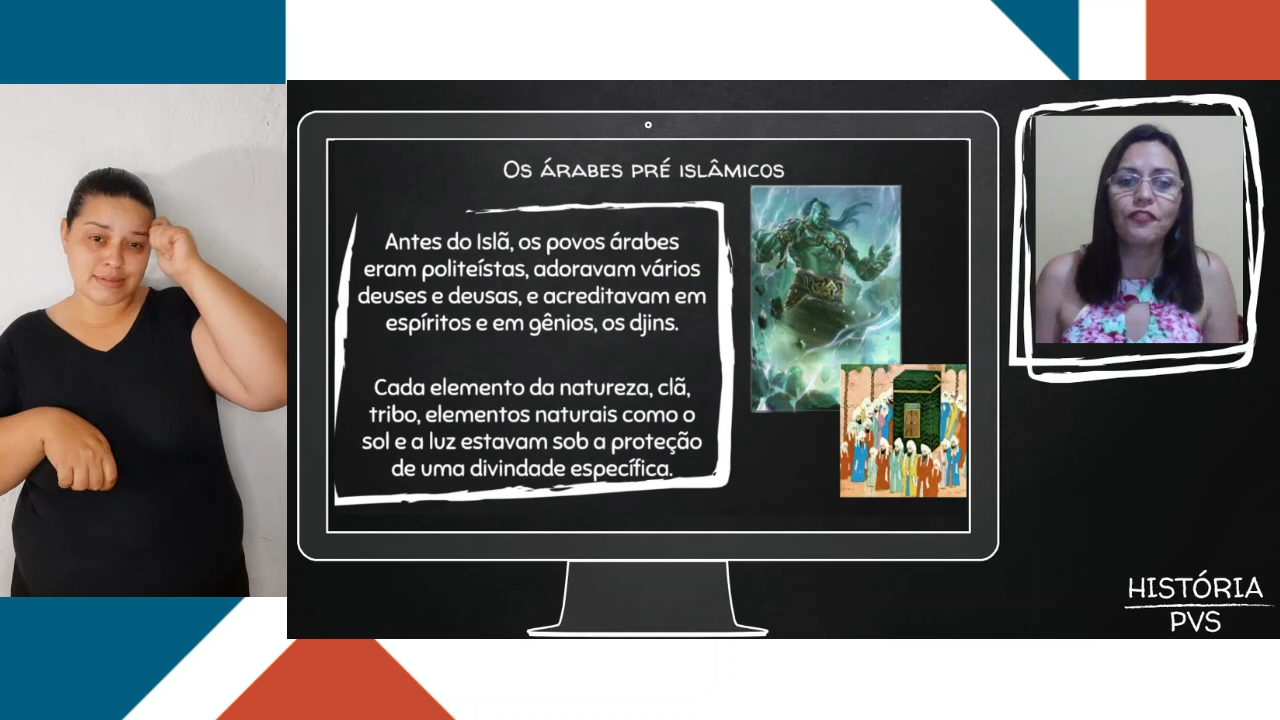 Os árabes pré islâmicos
Antes do Islã, os povos árabes
eram politeístas, adoravam vários
deuses e deusas, e acreditavam em
espíritos e em gênios, os djins.
Cada elemento da natureza, clã,
tribo, elementos naturais como o
sol e a luz estavam sob a proteção
de uma divindade específica.
HISTÓRIA
PVS